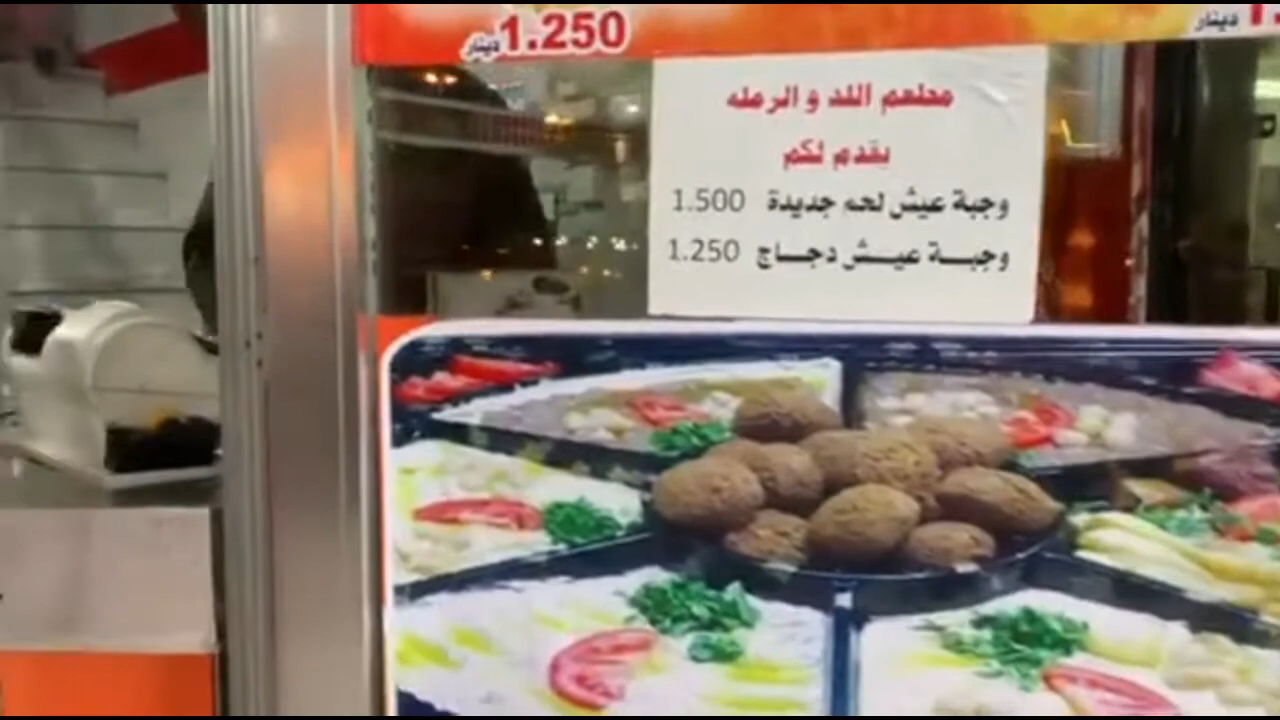 1.250 دينار
دينار
مطعم اللد و الرمله
يقدم لكم
وجبة عيش لحم جديدة 1.500
وجبة عيش دجاج 1.250